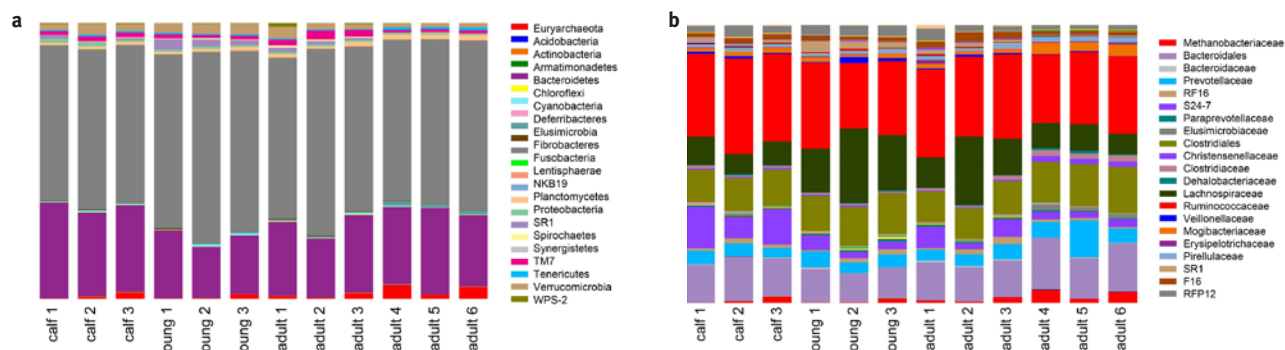 a
Euryarchaeota
Acidobacteria
Actinobacteria
Armatimonadetes
Bacteroidetes
Chloroflexi
Cyanobacteria
Deferribacteres
Elusimicrobia
Fibrobacteres
Fusobacteria
Lentisphaerae
NKB19
Planctomycetes
Proteobacteria
SR1
Spirochaetes
Synergistetes
TM7
Tenericutes
Verrucomicrobia
WPS-2
calf 1
calf 2
calf 3
oung 1
oung 2
oung 3
adult 1
adult 2
adult 3
adult 4
adult 5
adult 6
b
Methanobacteriaceae
Bacteroidales
Bacteroidaceae
Prevotellaceae
RF16
S24-7
Paraprevotellaceae
Elusimicrobiaceae
Clostridiales
Christensenellaceae
Clostridiaceae
Dehalobacteriaceae
Lachnospiraceae
Ruminococcaceae
Veillonellaceae
Mogibacteriaceae
Erysipelotrichaceae
Pirellulaceae
SR1
F16
RFP12
calf 1
calf 2
calf 3
oung 1
oung 2
oung 3
adult 1
adult 2
adult 3
adult 4
adult 5
adult 6